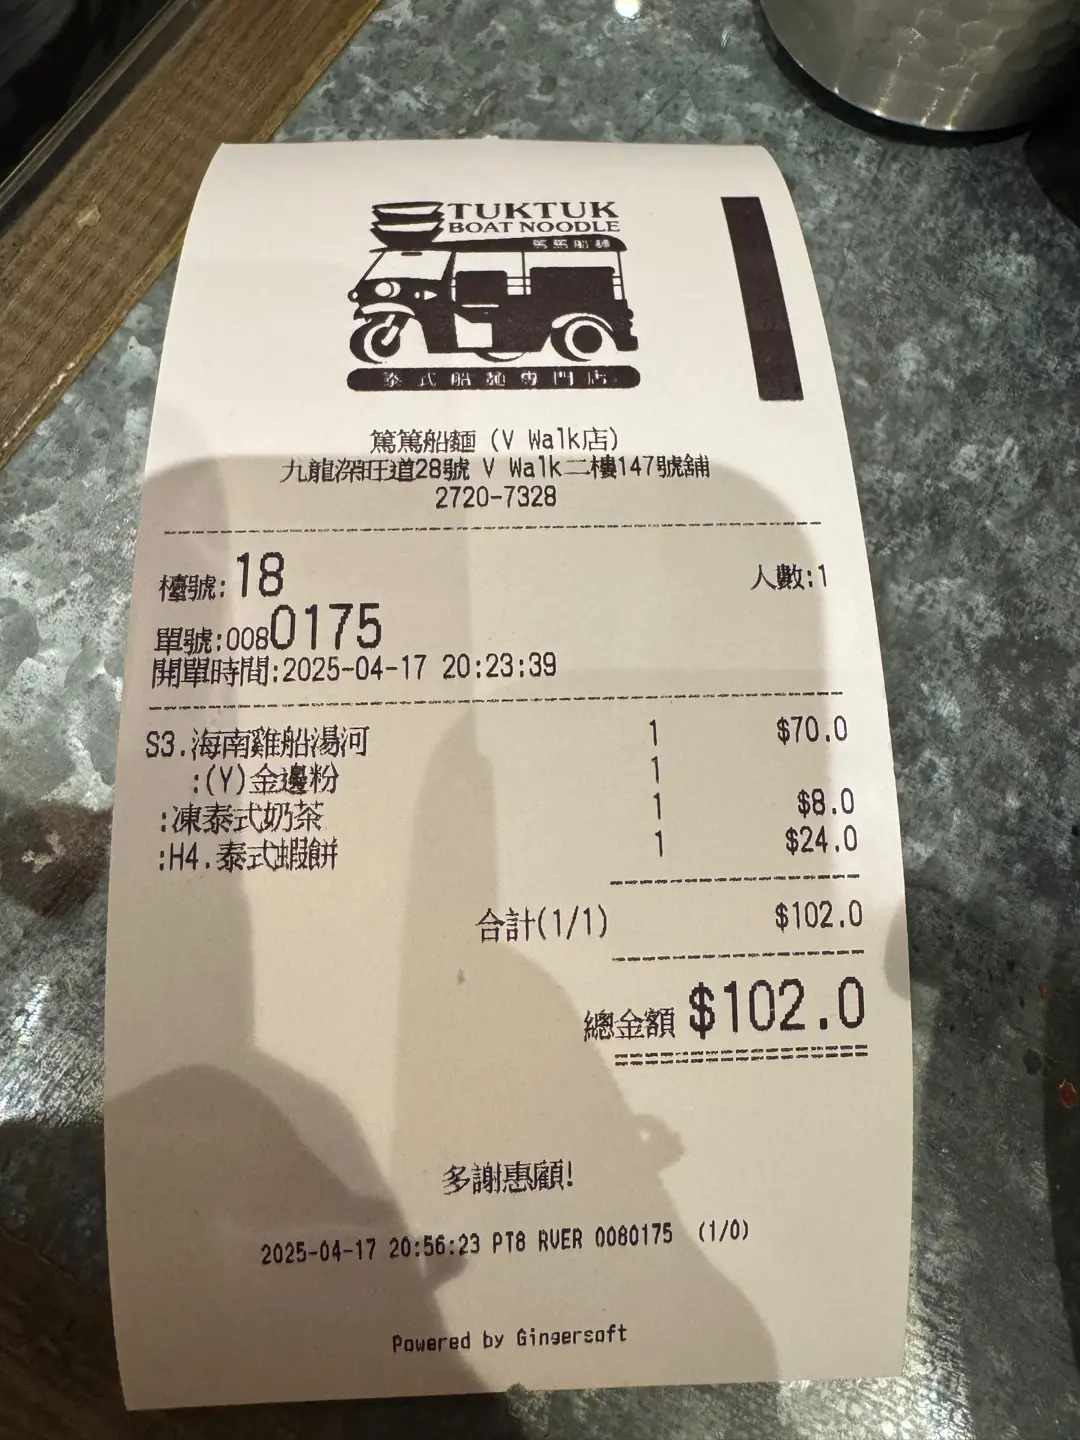 TUKTUK
BOAT NOODLE
篤篤船麵
泰式船麵專門店
篤篤船麵 (V Walk店)
九龍深旺道28號 V Walk二樓147號舖
2720-7328
檯號:18
人數:1
單號:0080175
開單時間:2025-04-17 20:23:39
S3.海南雞船湯河 1 $70.0
:(Y)金邊粉 1
:凍泰式奶茶 1 $8.0
:H4.泰式蝦餅 1 $24.0
合計(1/1) $102.0
總金額 $102.0
多謝惠顧!
2025-04-17 20:56:23 PT8 RVER 0080175 (1/0)
Powered by Gingersoft